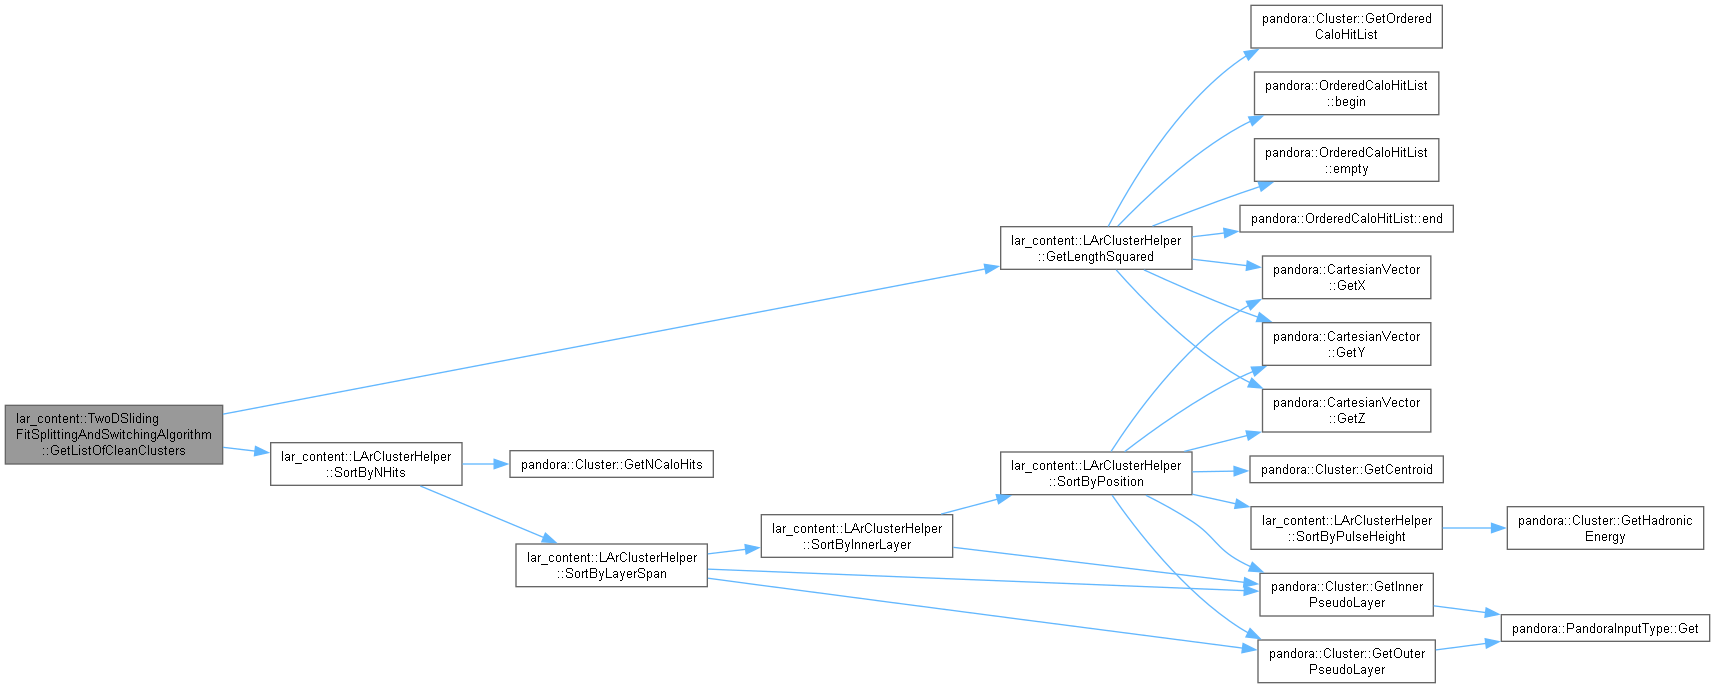 lar_content::TwoDSliding
FitSplittingAndSwitchingAlgorithm
::GetListOfCleanClusters
lar_content::LArClusterHelper
::SortByNHits
pandora::Cluster::GetNCaloHits
lar_content::LArClusterHelper
::SortByLayerSpan
lar_content::LArClusterHelper
::SortByInnerLayer
lar_content::LArClusterHelper
::GetLengthSquared
lar_content::LArClusterHelper
::SortByPosition
pandora::Cluster::GetOrdered
CaloHitList
pandora::OrderedCaloHitList
::begin
pandora::OrderedCaloHitList
::empty
pandora::OrderedCaloHitList::end
pandora::CartesianVector
::GetX
pandora::CartesianVector
::GetY
pandora::CartesianVector
::GetZ
pandora::Cluster::GetCentroid
lar_content::LArClusterHelper
::SortByPulseHeight
pandora::Cluster::GetInner
PseudoLayer
pandora::Cluster::GetOuter
PseudoLayer
pandora::Cluster::GetHadronic
Energy
pandora::PandoraInputType::Get